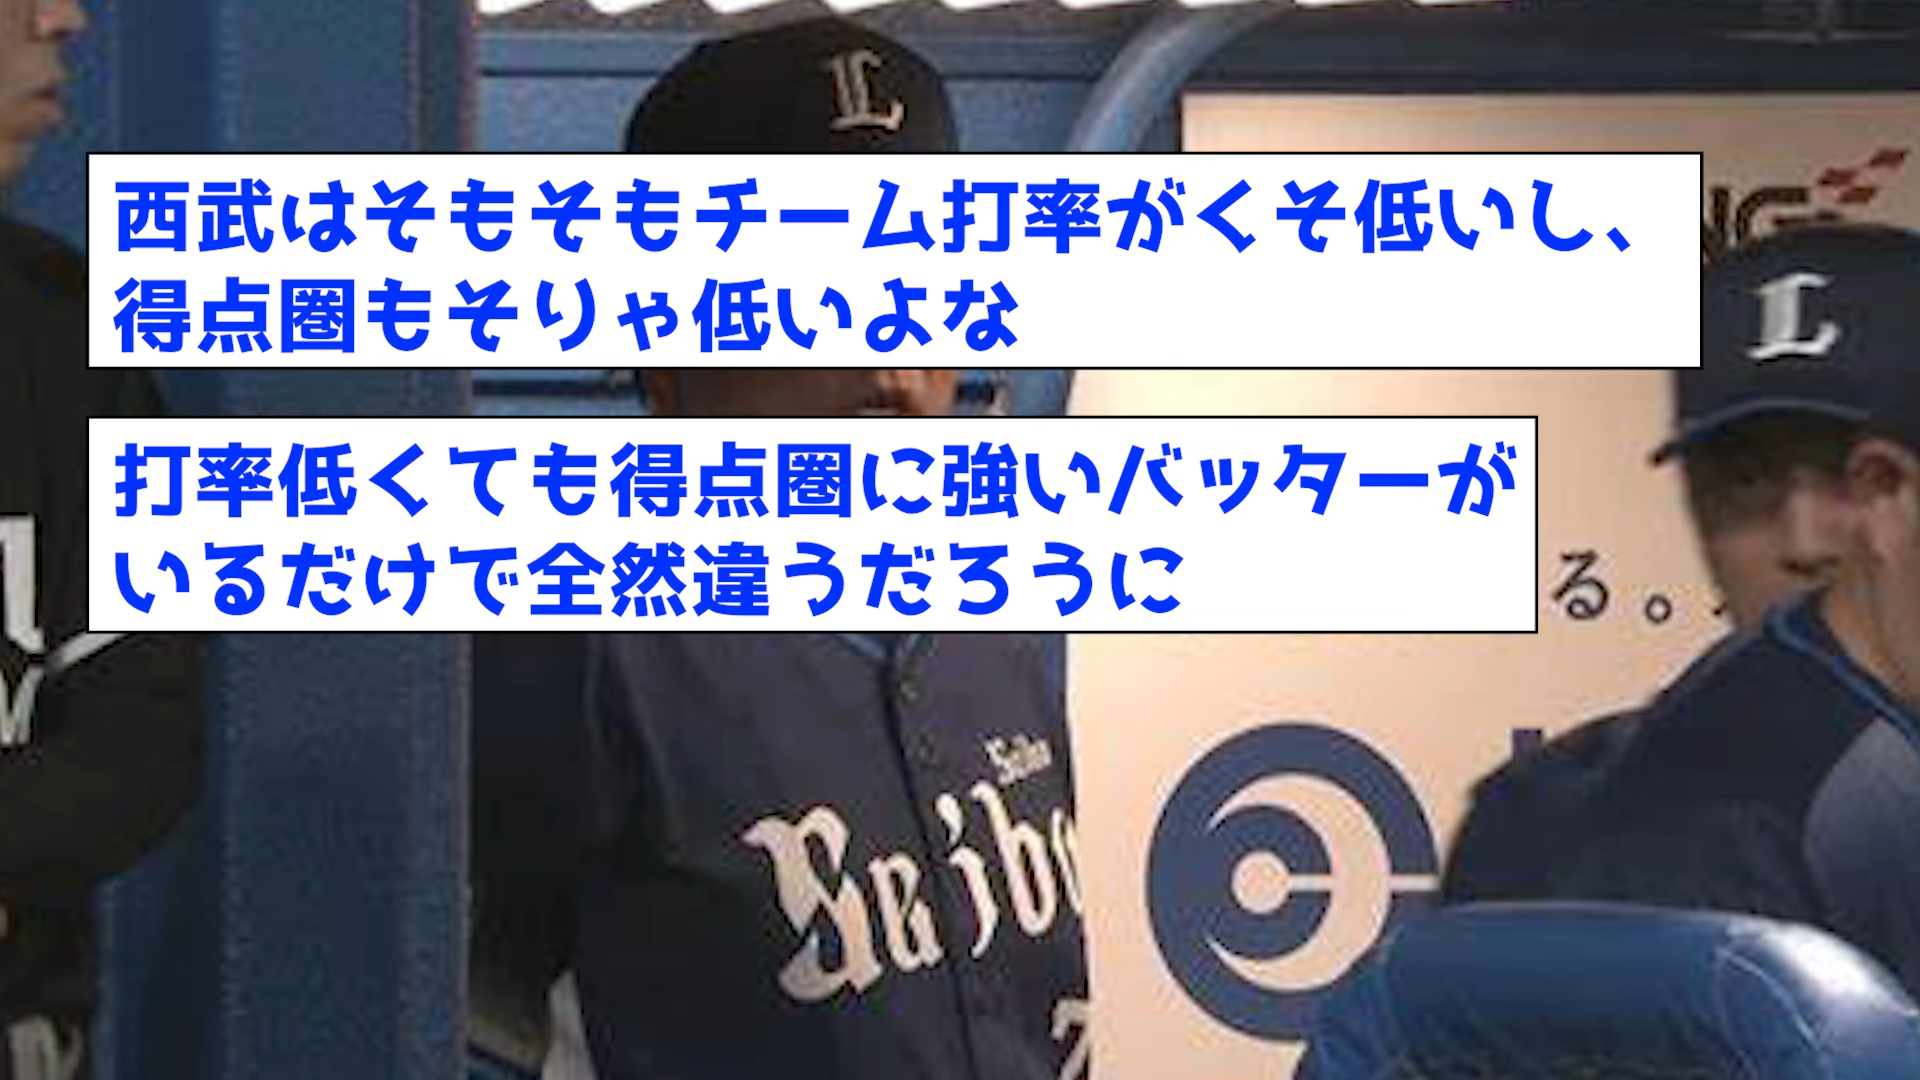 西武はそもそもチーム打率がくそ低いし、
得点圏もそりゃ低いよな
打率低くても得点圏に強いバッターが
いるだけで全然違うだろうに
L
L
る。
Seibu
Seibo